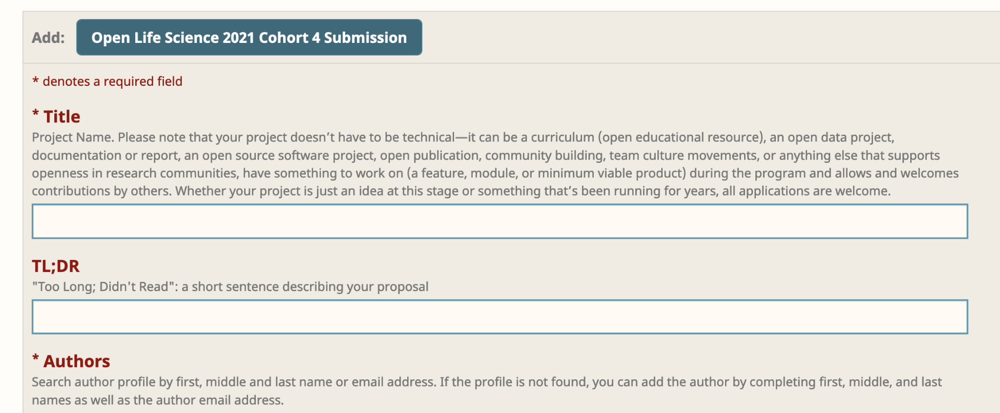 Add: Open Life Science 2021 Cohort 4 Submission
* denotes a required field
* Title
Project Name. Please note that your project doesn’t have to be technical—it can be a curriculum (open educational resource), an open data project,
documentation or report, an open source software project, open publication, community building, team culture movements, or anything else that supports
openness in research communities, have something to work on (a feature, module, or minimum viable product) during the program and allows and welcomes
contributions by others. Whether your project is just an idea at this stage or something that’s been running for years, all applications are welcome.
TL;DR
"Too Long; Didn't Read": a short sentence describing your proposal
* Authors
Search author profile by first, middle and last name or email address. If the profile is not found, you can add the author by completing first, middle, and last
names as well as the author email address.